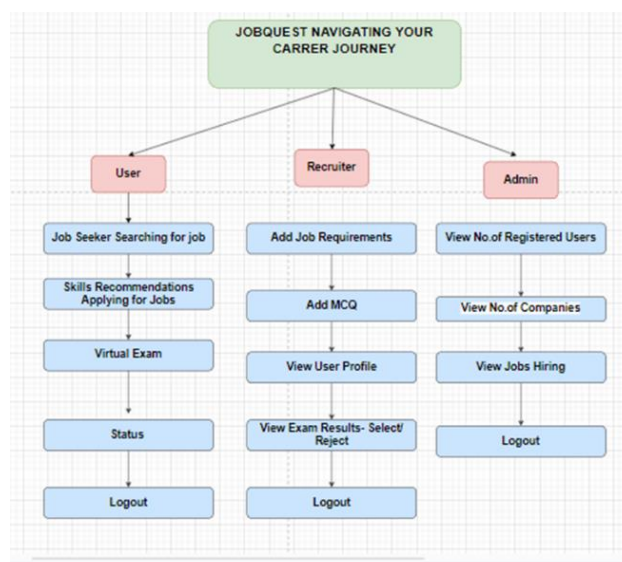 JOBQUEST NAVIGATING YOUR
CARRER JOURNEY
User
Recruiter
Admin
Job Seeker Searching for job
Add Job Requirements
View No.of Registered Users
Skills Recommendations
Applying for Jobs
Add MCQ
View No.of Companies
Virtual Exam
View User Profile
View Jobs Hiring
Status
View Exam Results- Select/
Reject
Logout
Logout
Logout